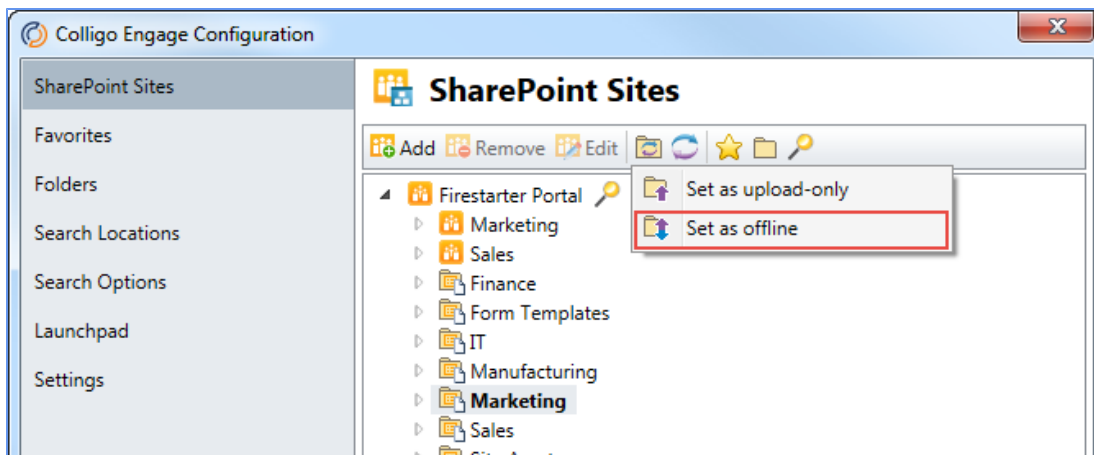 Colligo Engage Configuration
x
SharePoint Sites
SharePoint Sites
Favorites
Folders
Search Locations
Search Options
Launchpad
Settings
Add Remove Edit
Set as upload-only
Set as offline
Firestarter Portal
Marketing
Sales
Finance
Form Templates
IT
Manufacturing
Marketing
Sales